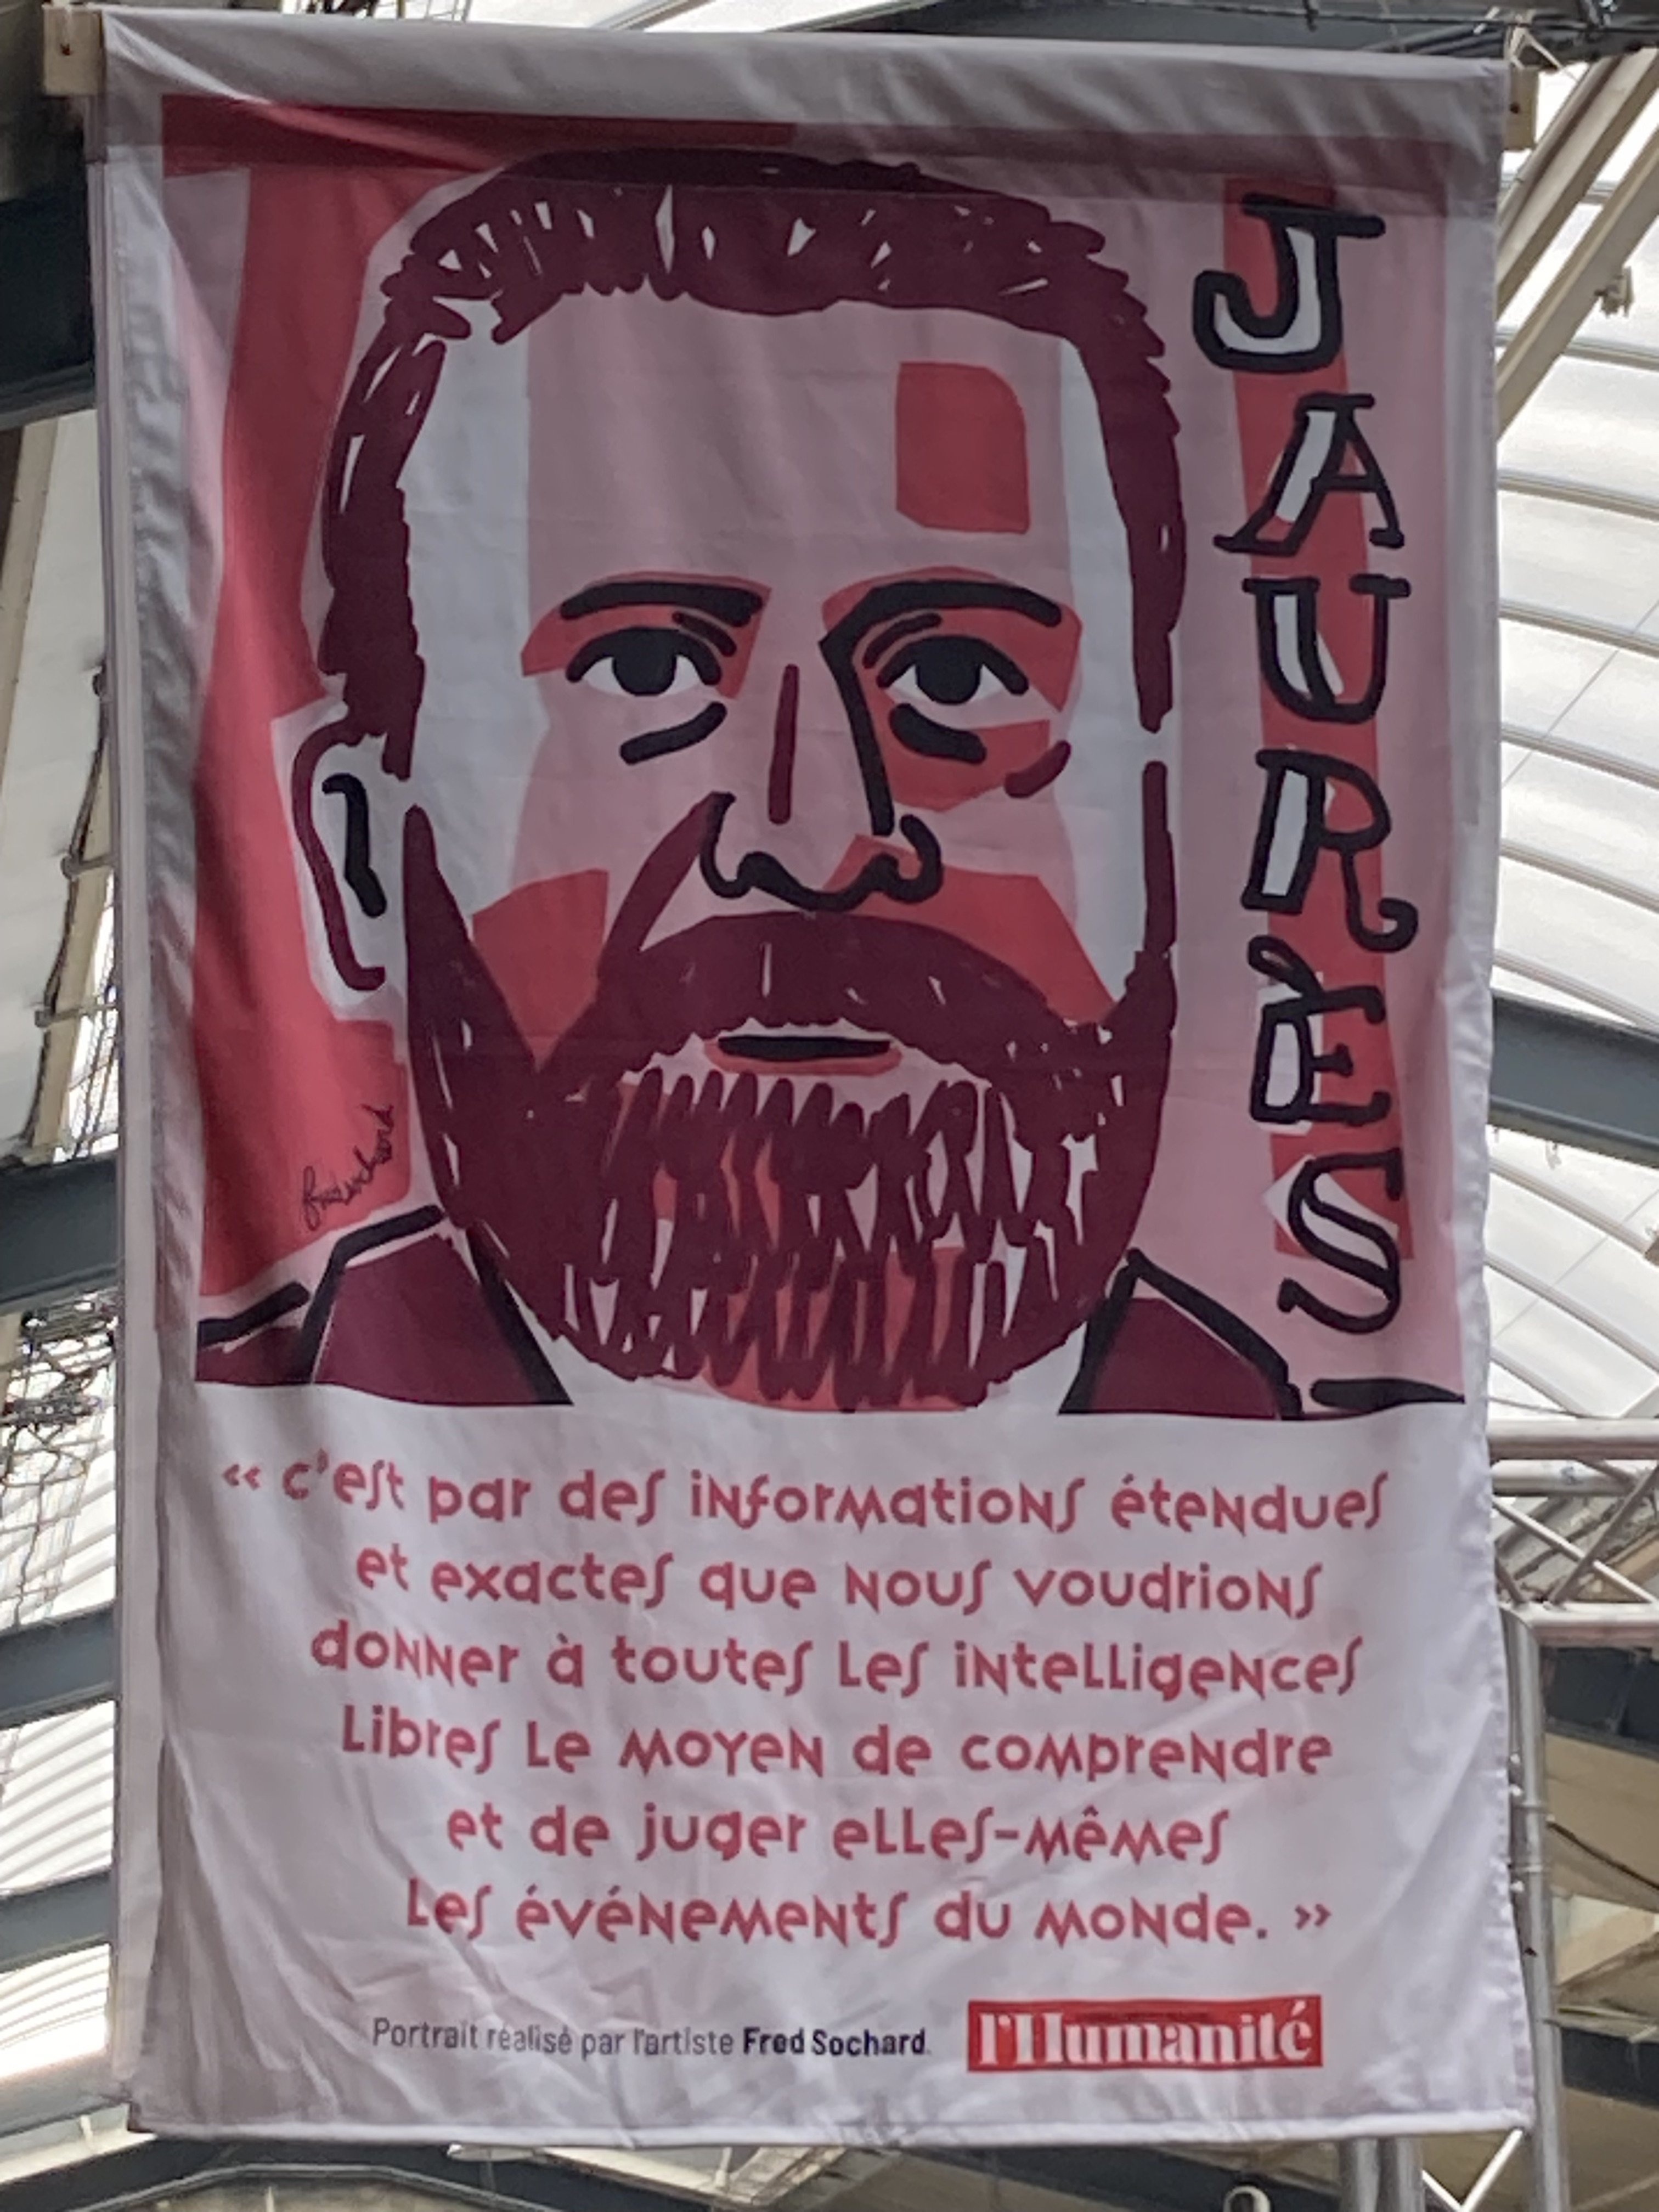 JAURÈS
Fsochard
« c'est par des informations étendues
et exactes que nous voudrions
donner à toutes les intelligences
libres le moyen de comprendre
et de juger elles-mêmes
les événements du monde. »
Portrait réalisé par l'artiste Fred Sochard.
l'Humanité